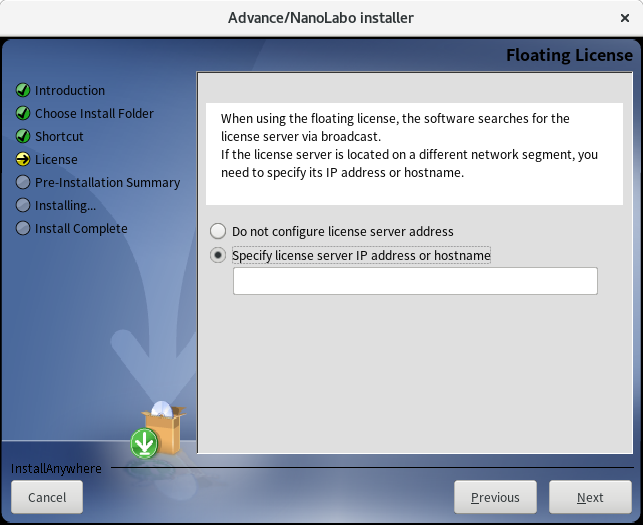 Advance/NanoLabo installer
Floating License
Introduction
Choose Install Folder
Shortcut
License
Pre-Installation Summary
Installing...
Install Complete
When using the floating license, the software searches for the
license server via broadcast.
If the license server is located on a different network segment, you
need to specify its IP address or hostname.
Do not configure license server address
Specify license server IP address or hostname
InstallAnywhere
Cancel
Previous
Next